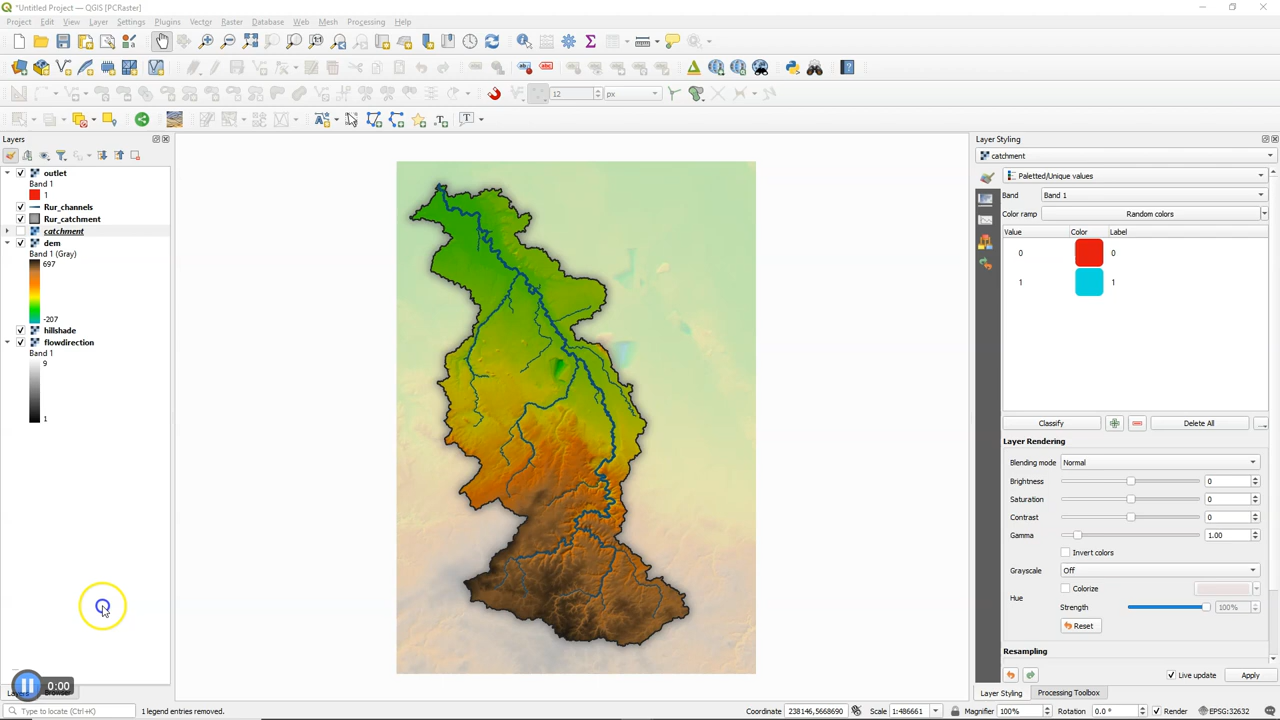 *Untitled Project — QGIS [PCRaster]
Project Edit View Layer Settings Plugins Vector Raster Database Web Mesh Processing Help
12 px
Layers
outlet
Band 1
1
Rur_channels
Rur_catchment
catchment
dem
Band 1 (Gray)
697
-207
hillshade
flowdirection
Band 1
9
1
0:00
Layer Styling
catchment
Paletted/Unique values
Band Band 1
Color ramp Random colors
Value Color Label
0 0
1 1
Classify Delete All ...
Layer Rendering
Blending mode Normal
Brightness 0
Saturation 0
Contrast 0
Gamma 1.00
Invert colors
Grayscale Off
Colorize
Hue
Strength 100%
Reset
Resampling
Live update Apply
Layer Styling Processing Toolbox
Type to locate (Ctrl+K) 1 legend entries removed. Coordinate 238146,5668690 Scale 1:486661 Magnifier 100% Rotation 0.0 ° Render EPSG:32632